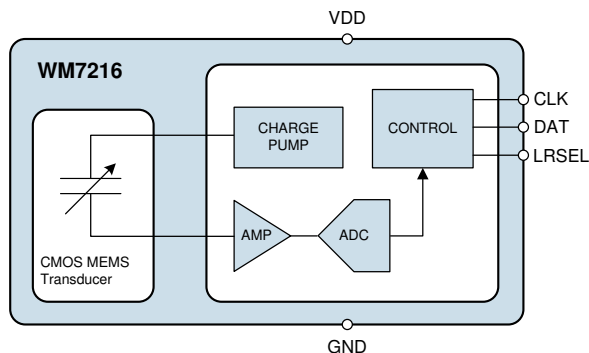 VDD
WM7216
CHARGE
PUMP
CONTROL
CLK
DAT
LRSEL
AMP
ADC
CMOS MEMS
Transducer
GND